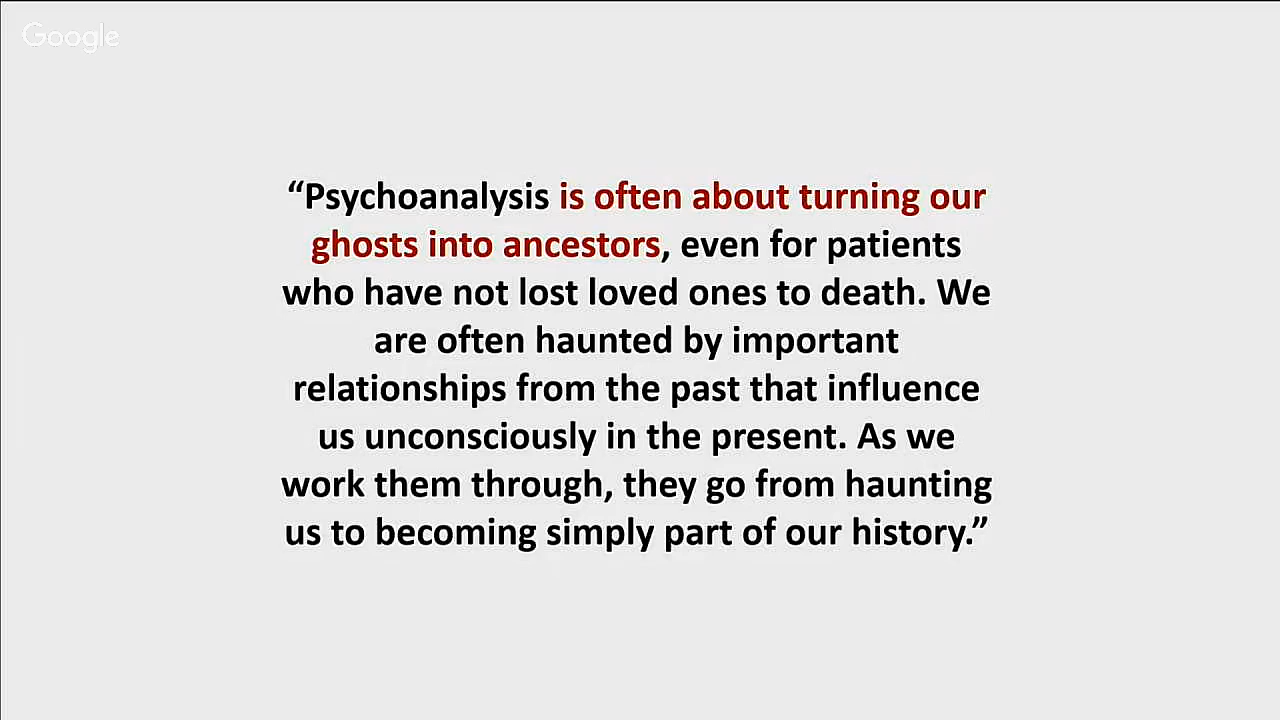 Google
“Psychoanalysis is often about turning our
ghosts into ancestors, even for patients
who have not lost loved ones to death. We
are often haunted by important
relationships from the past that influence
us unconsciously in the present. As we
work them through, they go from haunting
us to becoming simply part of our history.”